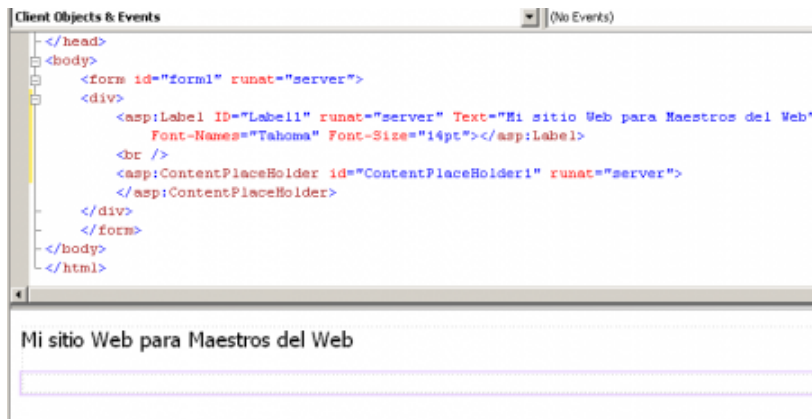 Client Objects & Events (No Events)
</head>
<body>
<form id="form1" runat="server">
<div>
<asp:Label ID="Label1" runat="server" Text="Mi sitio Web para Maestros del Web"
Font-Names="Tahoma" Font-Size="14pt"></asp:Label>
<br />
<asp:ContentPlaceHolder id="ContentPlaceHolder1" runat="server">
</asp:ContentPlaceHolder>
</div>
</form>
</body>
</html>
Mi sitio Web para Maestros del Web